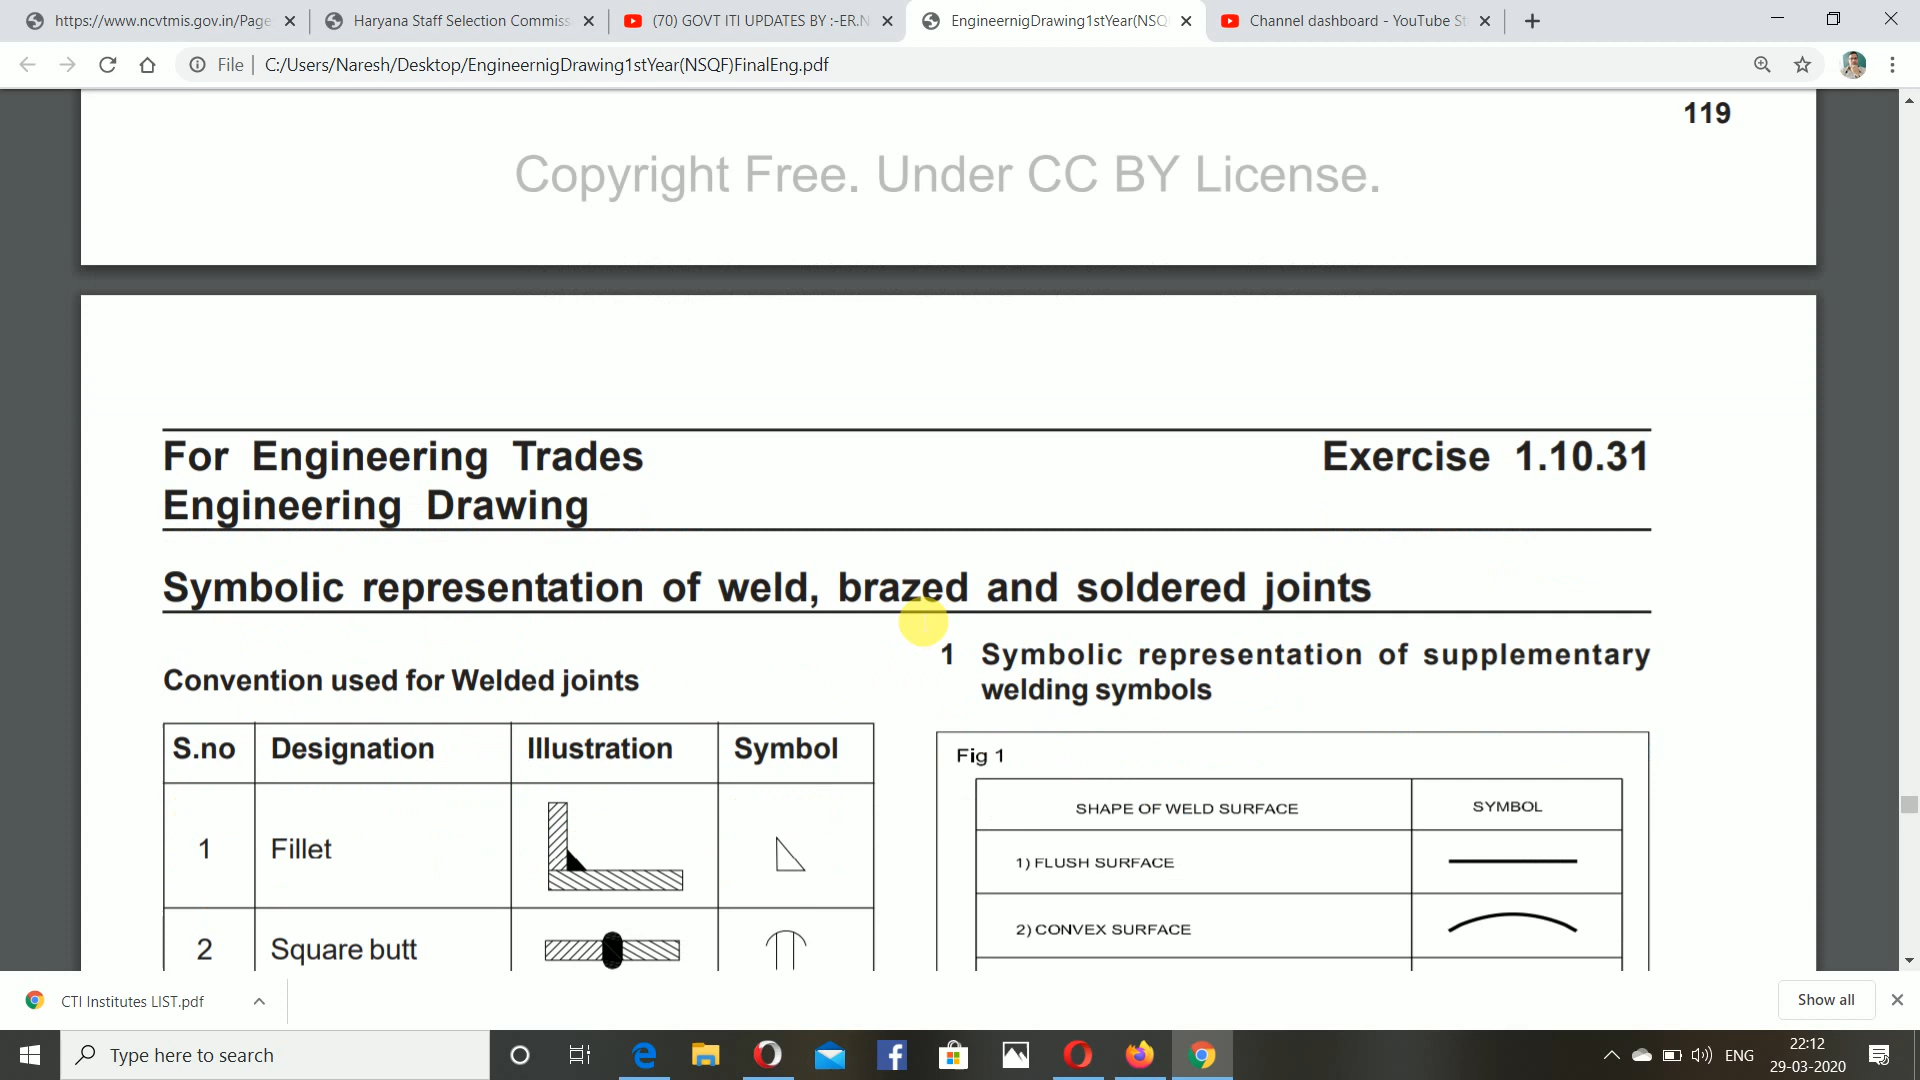 https://www.ncvtmis.gov.in/Page
Haryana Staff Selection Commiss
(70) GOVT ITI UPDATES BY :-ER.N
EngineernigDrawing1stYear(NSQ
Channel dashboard - YouTube St
File
C:/Users/Naresh/Desktop/EngineernigDrawing1stYear(NSQF)FinalEng.pdf
119
Copyright Free. Under CC BY License.
For Engineering Trades
Exercise 1.10.31
Engineering Drawing
Symbolic representation of weld, brazed and soldered joints
Convention used for Welded joints
S.no Designation Illustration Symbol
1 Fillet
2 Square butt
1 Symbolic representation of supplementary
welding symbols
Fig 1
SHAPE OF WELD SURFACE SYMBOL
1) FLUSH SURFACE
2) CONVEX SURFACE
CTI Institutes LIST.pdf
Show all
Type here to search
ENG
22:12
29-03-2020